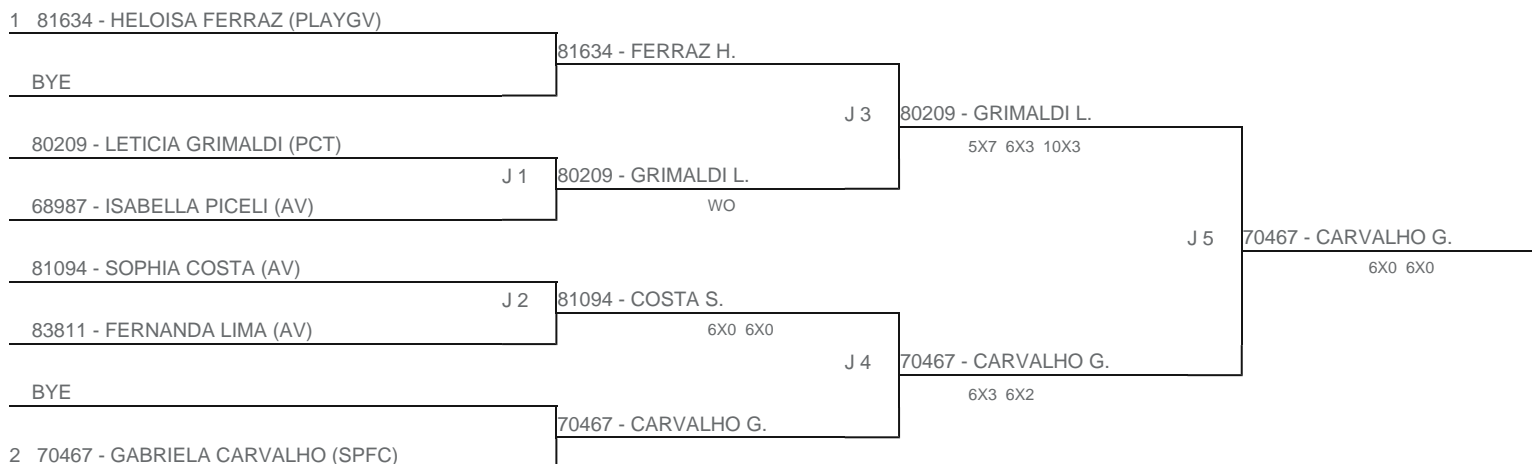 1 81634 - HELOISA FERRAZ (PLAYGV)
81634 - FERRAZ H.
BYE
J 3
80209 - GRIMALDI L.
80209 - LETICIA GRIMALDI (PCT)
5X7 6X3 10X3
J 1
80209 - GRIMALDI L.
68987 - ISABELLA PICELI (AV)
WO
J 5
70467 - CARVALHO G.
81094 - SOPHIA COSTA (AV)
6X0 6X0
J 2
81094 - COSTA S.
83811 - FERNANDA LIMA (AV)
6X0 6X0
J 4
70467 - CARVALHO G.
BYE
6X3 6X2
70467 - CARVALHO G.
2 70467 - GABRIELA CARVALHO (SPFC)